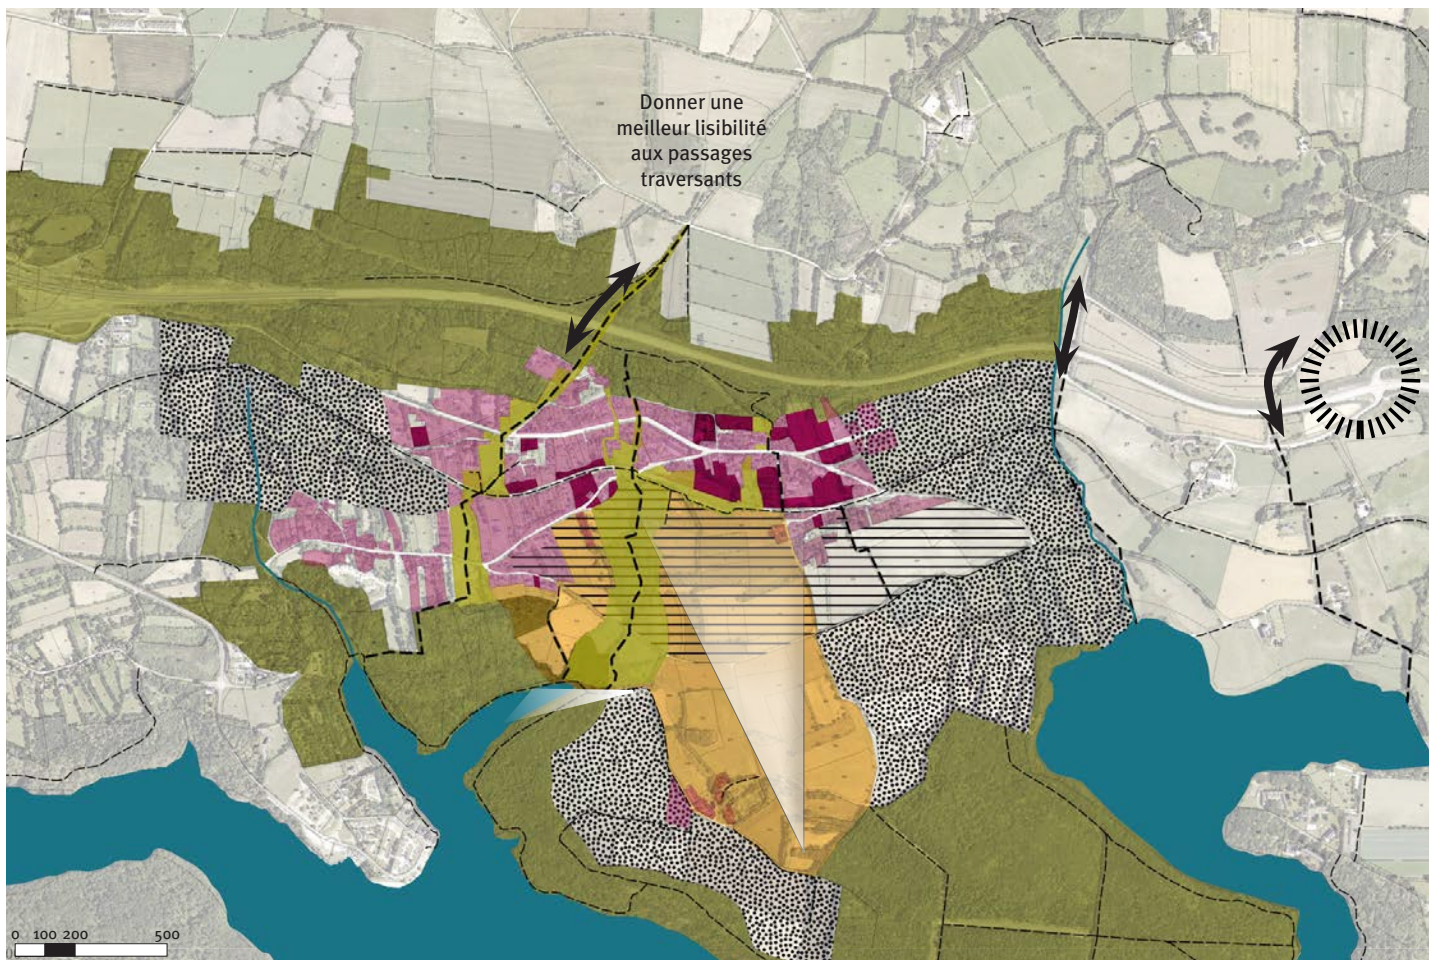 Donner une
meilleur lisibilité
aux passages
traversants
0 100 200 500